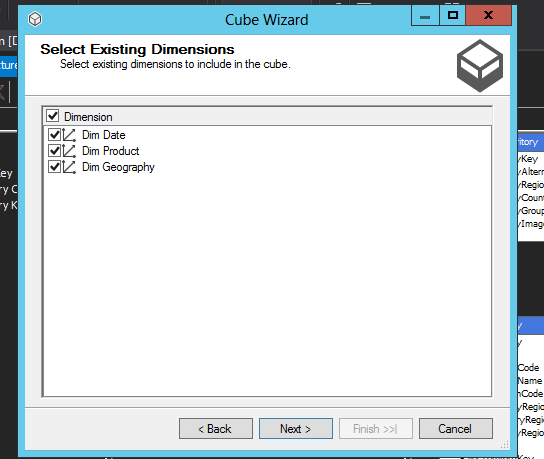 Cube Wizard
Select Existing Dimensions
Select existing dimensions to include in the cube.
Dimension
Dim Date
Dim Product
Dim Geography
< Back
Next >
Finish >>|
Cancel